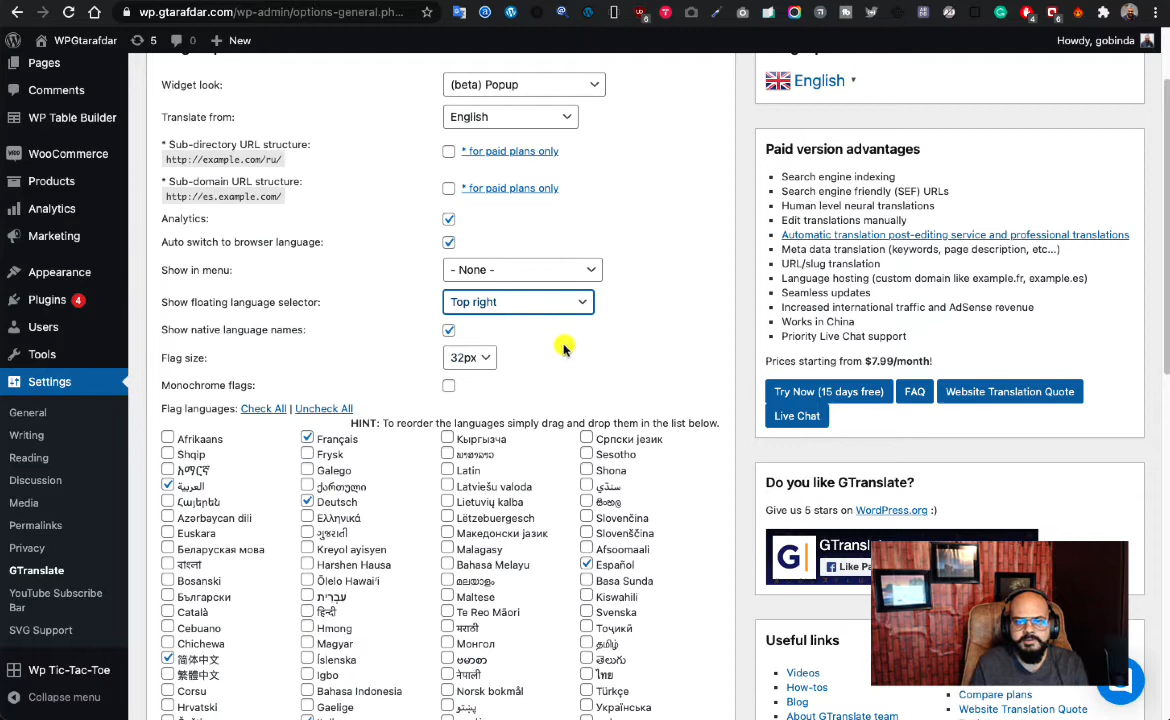 wp.gtarafdar.com/wp-admin/options-general.ph...
WPGtarafdar
5
0
New
Howdy, gobinda
Pages
Comments
WP Table Builder
WooCommerce
Products
Analytics
Marketing
Appearance
Plugins 4
Users
Tools
Settings
General
Writing
Reading
Discussion
Media
Permalinks
Privacy
GTranslate
YouTube Subscribe
Bar
SVG Support
Wp Tic-Tac-Toe
Collapse menu
Widget look:
(beta) Popup
Translate from:
English
* Sub-directory URL structure:
http://example.com/ru/
* for paid plans only
* Sub-domain URL structure:
http://es.example.com/
* for paid plans only
Analytics:
Auto switch to browser language:
Show in menu:
- None -
Show floating language selector:
Top right
Show native language names:
Flag size:
32px
Monochrome flags:
Flag languages: Check All | Uncheck All
HINT: To reorder the languages simply drag and drop them in the list below.
Afrikaans
Shqip
አማርኛ
العربية
Հայերեն
Azərbaycan dili
Euskara
Беларуская мова
বাংলা
Bosanski
Български
Català
Cebuano
Chichewa
简体中文
繁體中文
Corsu
Hrvatski
Français
Frysk
Galego
ქართული
Deutsch
Ελληνικά
ગુજરાતી
Kreyol ayisyen
Harshen Hausa
Ōlelo Hawaiʻi
עִבְרִית
हिन्दी
Hmong
Magyar
Íslenska
Igbo
Bahasa Indonesia
Gaelige
Кыргызча
ພາສາລາວ
Latin
Latviešu valoda
Lietuvių kalba
Lëtzebuergesch
Македонски јазик
Malagasy
Bahasa Melayu
മലയാളം
Maltese
Te Reo Māori
मराठी
Монгол
ဗမာစာ
नेपाली
Norsk bokmål
پښتو
Српски језик
Sesotho
Shona
سنڌي
සිංහල
Slovenčina
Slovenščina
Afsoomaali
Español
Basa Sunda
Kiswahili
Svenska
Тоҷикӣ
தமிழ்
తెలుగు
ไทย
Türkçe
Українська
English
Paid version advantages
Search engine indexing
Search engine friendly (SEF) URLs
Human level neural translations
Edit translations manually
Automatic translation post-editing service and professional translations
Meta data translation (keywords, page description, etc...)
URL/slug translation
Language hosting (custom domain like example.fr, example.es)
Seamless updates
Increased international traffic and AdSense revenue
Works in China
Priority Live Chat support
Prices starting from $7.99/month!
Try Now (15 days free)
FAQ
Website Translation Quote
Live Chat
Do you like GTranslate?
Give us 5 stars on WordPress.org :)
G
GTransl
Like Pa
Useful links
Videos
How-tos
Blog
About GTranslate team
Compare plans
Website Translation Quote